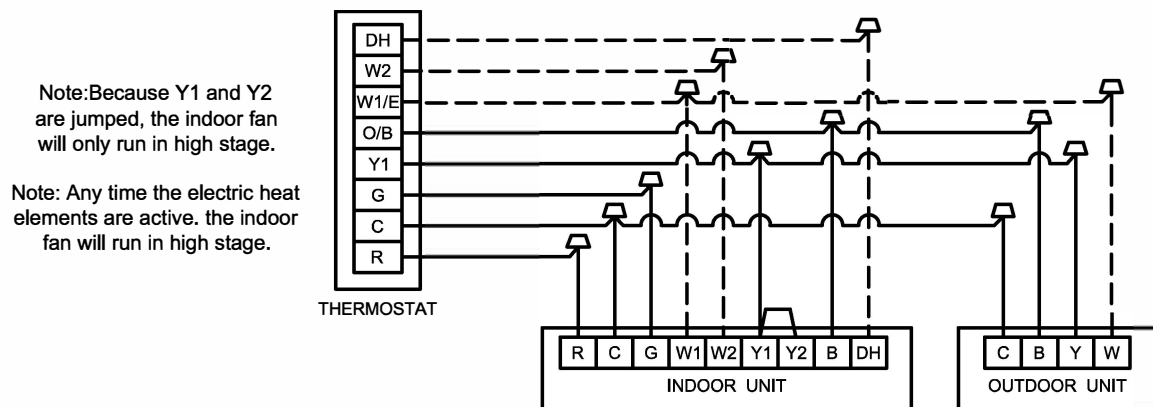 Note:Because Y1 and Y2
are jumped, the indoor fan
will only run in high stage.
Note: Any time the electric heat
elements are active. the indoor
fan will run in high stage.
DH
W2
W1/E
O/B
Y1
G
C
R
THERMOSTAT
R C G W1 W2 Y1 Y2 B DH
INDOOR UNIT
C B Y W
OUTDOOR UNIT